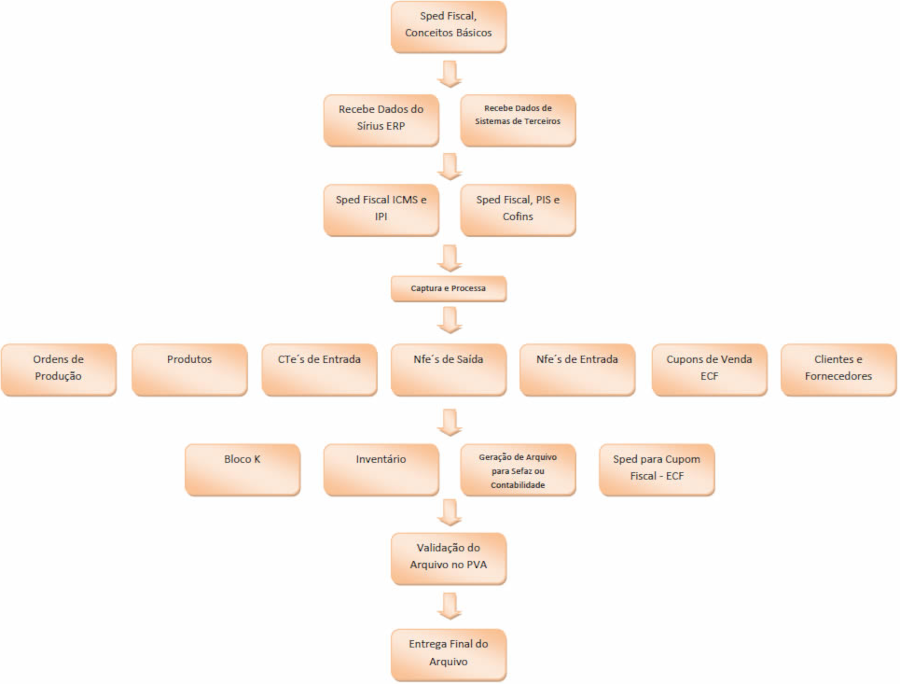 Sped Fiscal,
Conceitos Básicos
Recebe Dados do
Sírius ERP
Recebe Dados de
Sistemas de Terceiros
Sped Fiscal ICMS e
IPI
Sped Fiscal, PIS e
Cofins
Captura e Processa
Ordens de
Produção
Produtos
CTe´s de Entrada
Nfe´s de Saída
Nfe´s de Entrada
Cupons de Venda
ECF
Clientes e
Fornecedores
Bloco K
Inventário
Geração de Arquivo
para Sefaz ou
Contabilidade
Sped para Cupom
Fiscal - ECF
Validação do
Arquivo no PVA
Entrega Final do
Arquivo